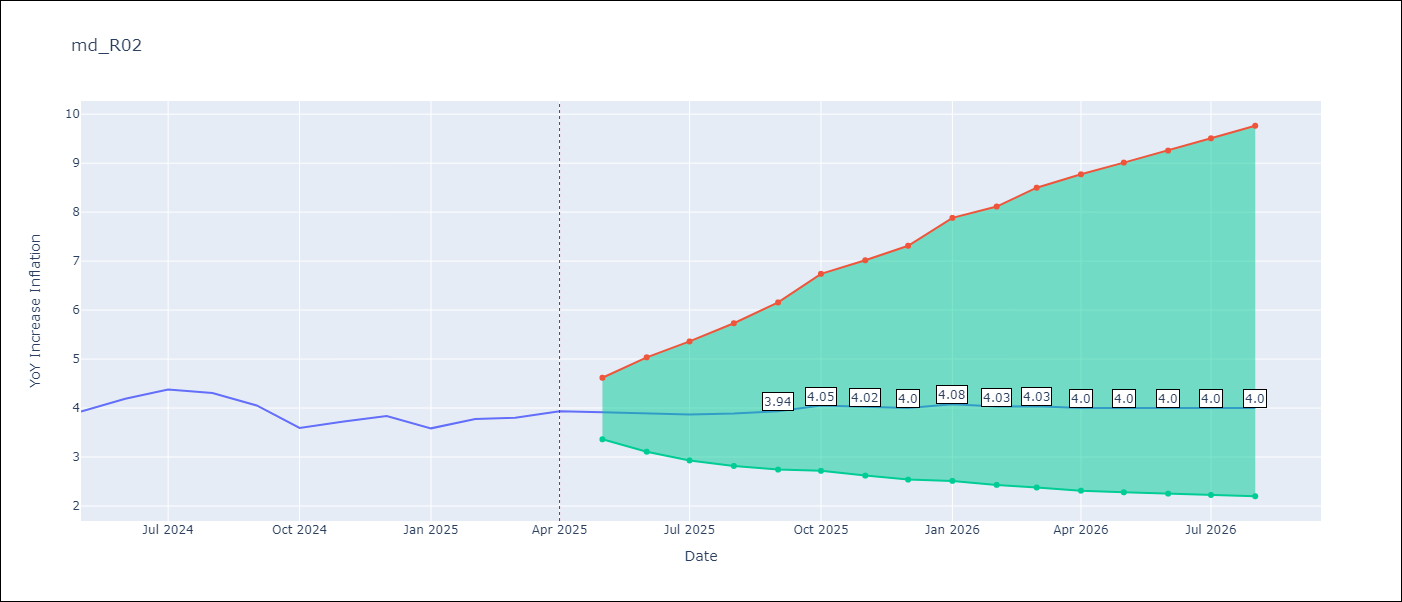 md_R02
YoY Increase Inflation
10
9
8
7
6
5
4
3
2
3.94
4.05
4.02
4.0
4.08
4.03
4.03
4.0
4.0
4.0
4.0
4.0
Jul 2024
Oct 2024
Jan 2025
Apr 2025
Jul 2025
Oct 2025
Jan 2026
Apr 2026
Jul 2026
Date